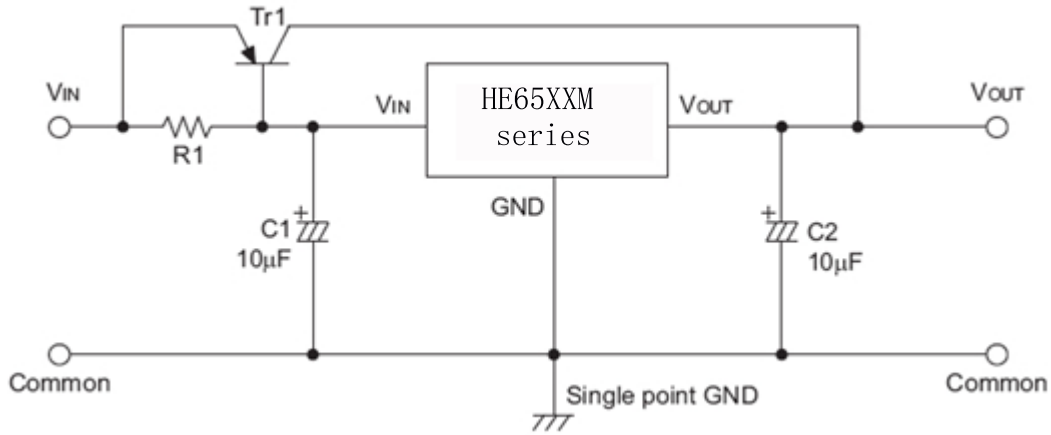 Tr1
VIN
VIN
HE65XXM
series
VOUT
VOUT
R1
GND
C1
10μF
C2
10μF
Common
Common
Single point GND